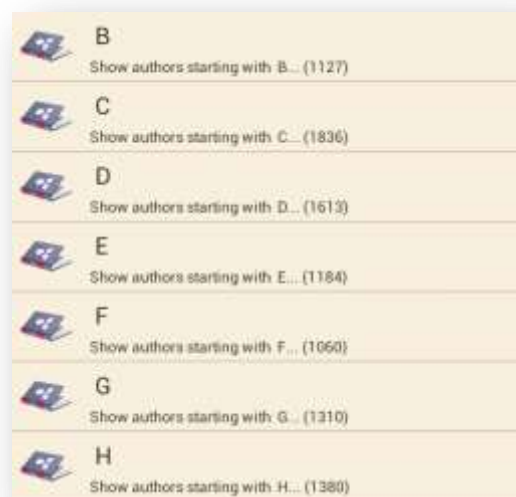 B
Show authors starting with B... (1127)
C
Show authors starting with C... (1836)
D
Show authors starting with D... (1613)
E
Show authors starting with E... (1184)
F
Show authors starting with F... (1060)
G
Show authors starting with G... (1310)
H
Show authors starting with H... (1380)